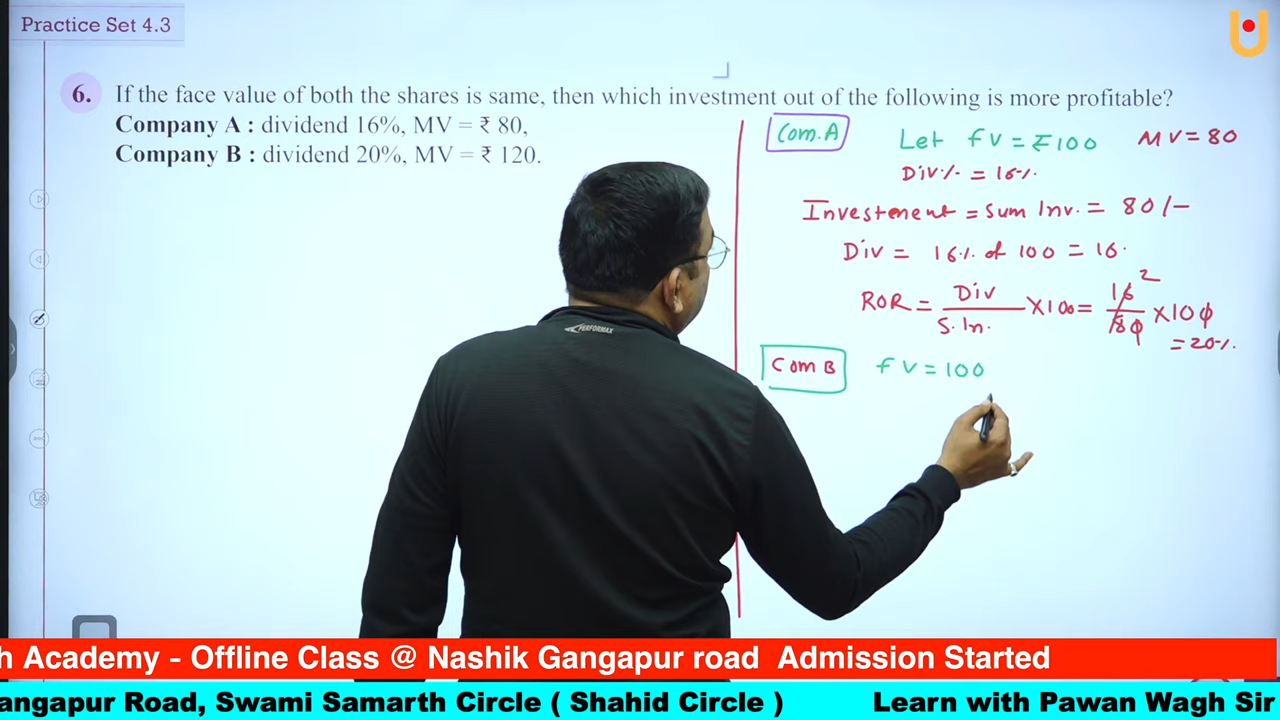 Practice Set 4.3
6. If the face value of both the shares is same, then which investment out of the following is more profitable?
Company A : dividend 16%, MV = ₹ 80,
Company B : dividend 20%, MV = ₹ 120.
Com.A Let FV = ₹100 MV = 80
Div% = 16%.
Investement = Sum Inv. = 80/-
Div = 16% of 100 = 16.
ROR = Div/S.In. × 100 = 16/80 × 100 2
= 20%.
Com B FV = 100
PERFORMAX
h Academy - Offline Class @ Nashik Gangapur road Admission Started
angapur Road, Swami Samarth Circle ( Shahid Circle ) Learn with Pawan Wagh Sir